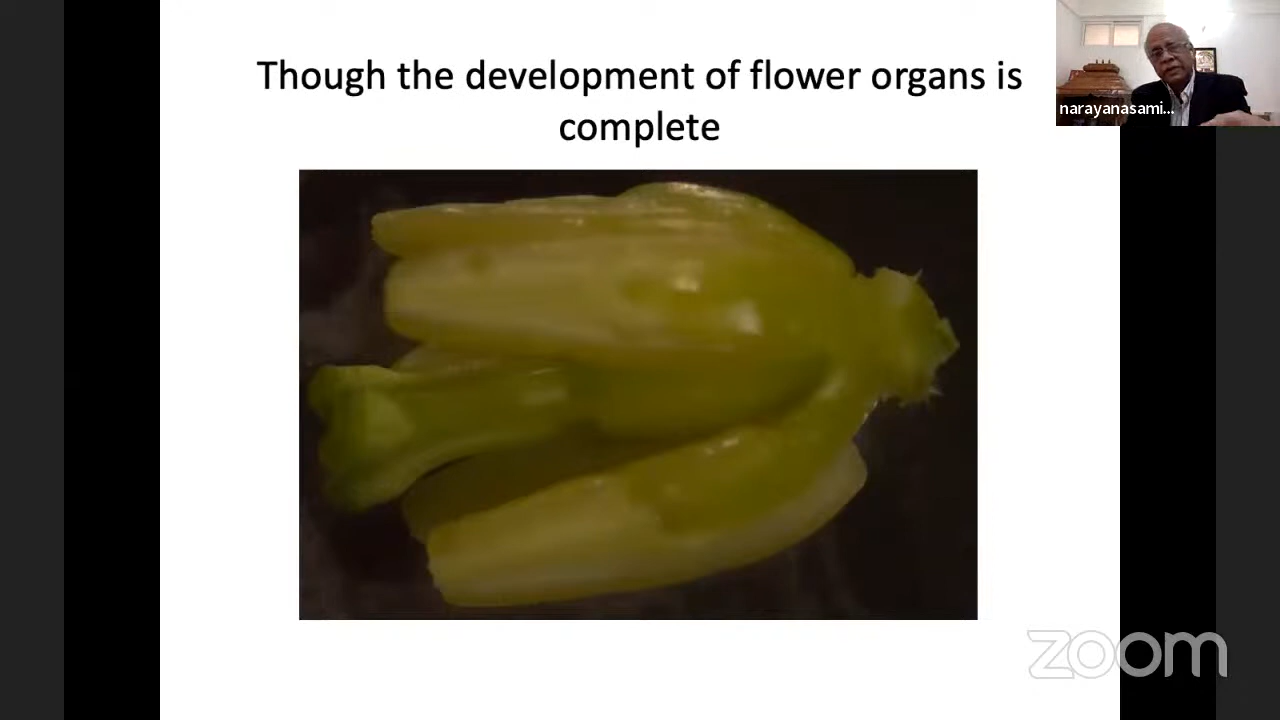 Though the development of flower organs is
complete
narayanasami...
zoom